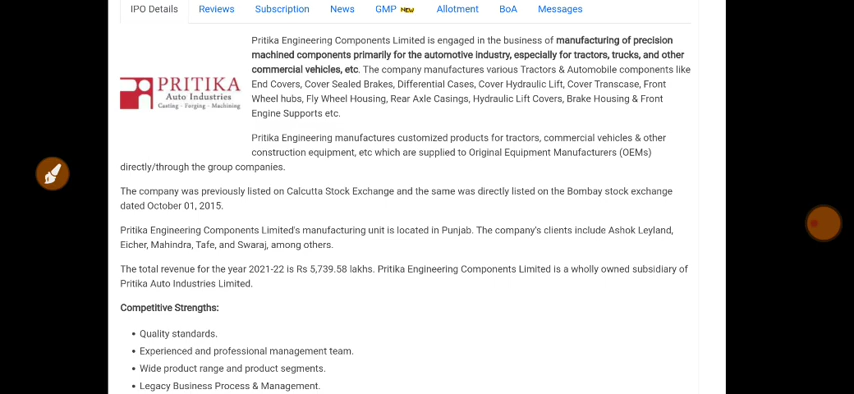 IPO Details Reviews Subscription News GMP NEW Allotment BoA Messages
Pritika Engineering Components Limited is engaged in the business of manufacturing of precision
machined components primarily for the automotive industry, especially for tractors, trucks, and other
commercial vehicles, etc. The company manufactures various Tractors & Automobile components like
End Covers, Cover Sealed Brakes, Differential Cases, Cover Hydraulic Lift, Cover Transcase, Front
Wheel hubs, Fly Wheel Housing, Rear Axle Casings, Hydraulic Lift Covers, Brake Housing & Front
Engine Supports etc.
PRITIKA
Auto Industries
Casting - Forging - Machining
Pritika Engineering manufactures customized products for tractors, commercial vehicles & other
construction equipment, etc which are supplied to Original Equipment Manufacturers (OEMs)
directly/through the group companies.
The company was previously listed on Calcutta Stock Exchange and the same was directly listed on the Bombay stock exchange
dated October 01, 2015.
Pritika Engineering Components Limited's manufacturing unit is located in Punjab. The company's clients include Ashok Leyland,
Eicher, Mahindra, Tafe, and Swaraj, among others.
The total revenue for the year 2021-22 is Rs 5,739.58 lakhs. Pritika Engineering Components Limited is a wholly owned subsidiary of
Pritika Auto Industries Limited.
Competitive Strengths:
• Quality standards.
• Experienced and professional management team.
• Wide product range and product segments.
• Legacy Business Process & Management.